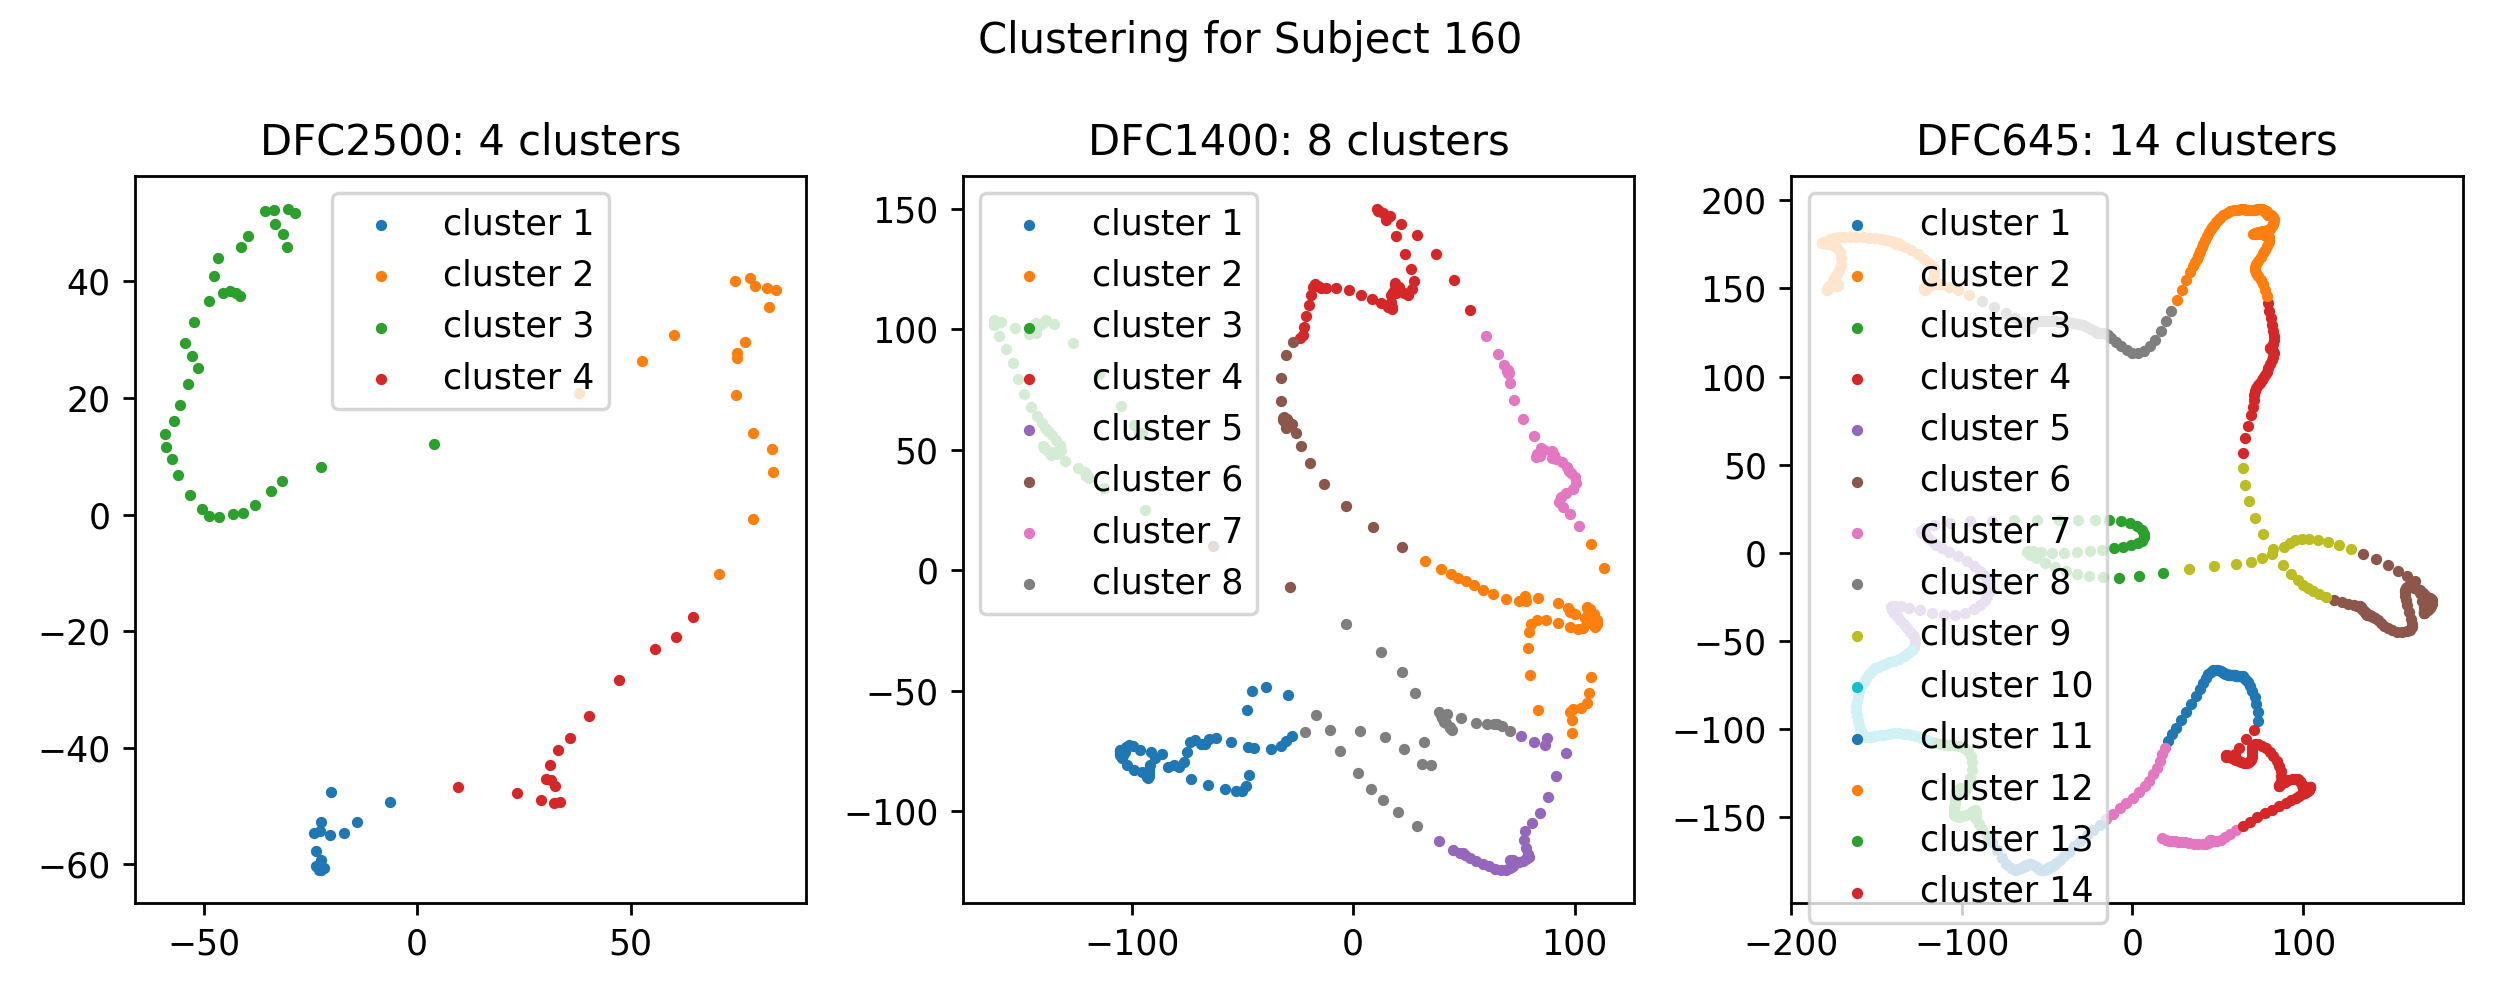 Clustering for Subject 160
DFC2500: 4 clusters
cluster 1
cluster 2
cluster 3
cluster 4
40
20
0
−20
−40
−60
−50
0
50
DFC1400: 8 clusters
cluster 1
cluster 2
cluster 3
cluster 4
cluster 5
cluster 6
cluster 7
cluster 8
150
100
50
0
−50
−100
−100
0
100
DFC645: 14 clusters
cluster 1
cluster 2
cluster 3
cluster 4
cluster 5
cluster 6
cluster 7
cluster 8
cluster 9
cluster 10
cluster 11
cluster 12
cluster 13
cluster 14
200
150
100
50
0
−50
−100
−150
−200
−100
0
100